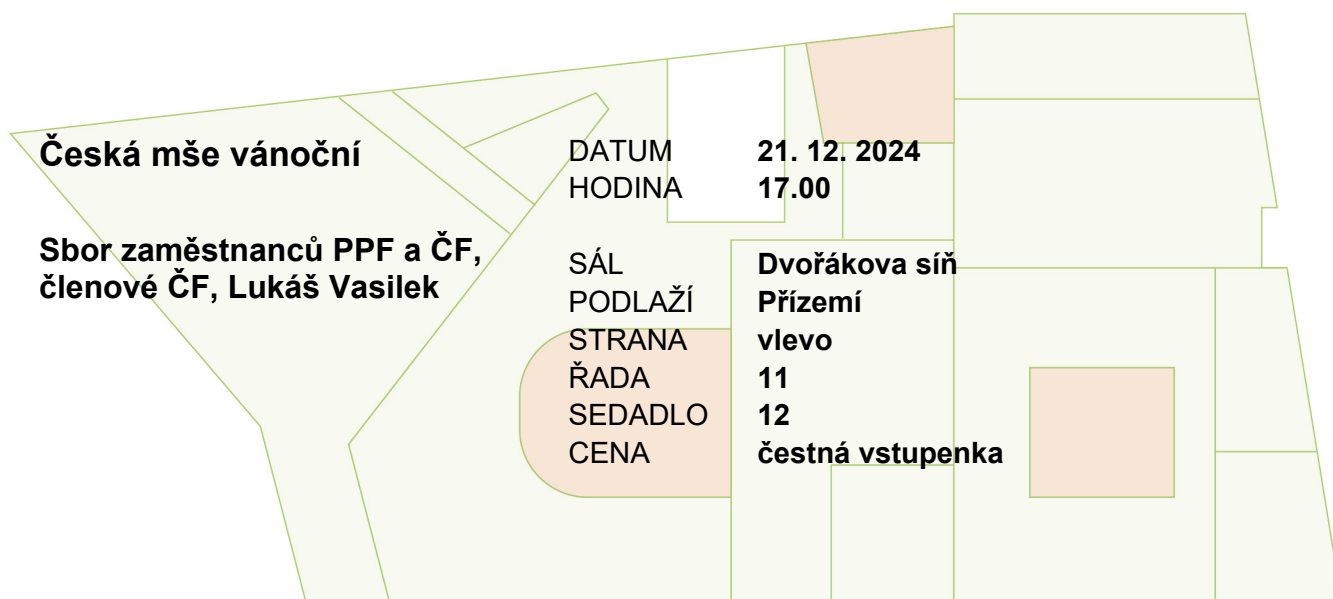 Česká mše vánoční
Sbor zaměstnanců PPF a ČF,
členové ČF, Lukáš Vasilek
DATUM 21. 12. 2024
HODINA 17.00
SÁL Dvořákova síň
PODLAŽÍ Přízemí
STRANA vlevo
ŘADA 11
SEDADLO 12
CENA čestná vstupenka